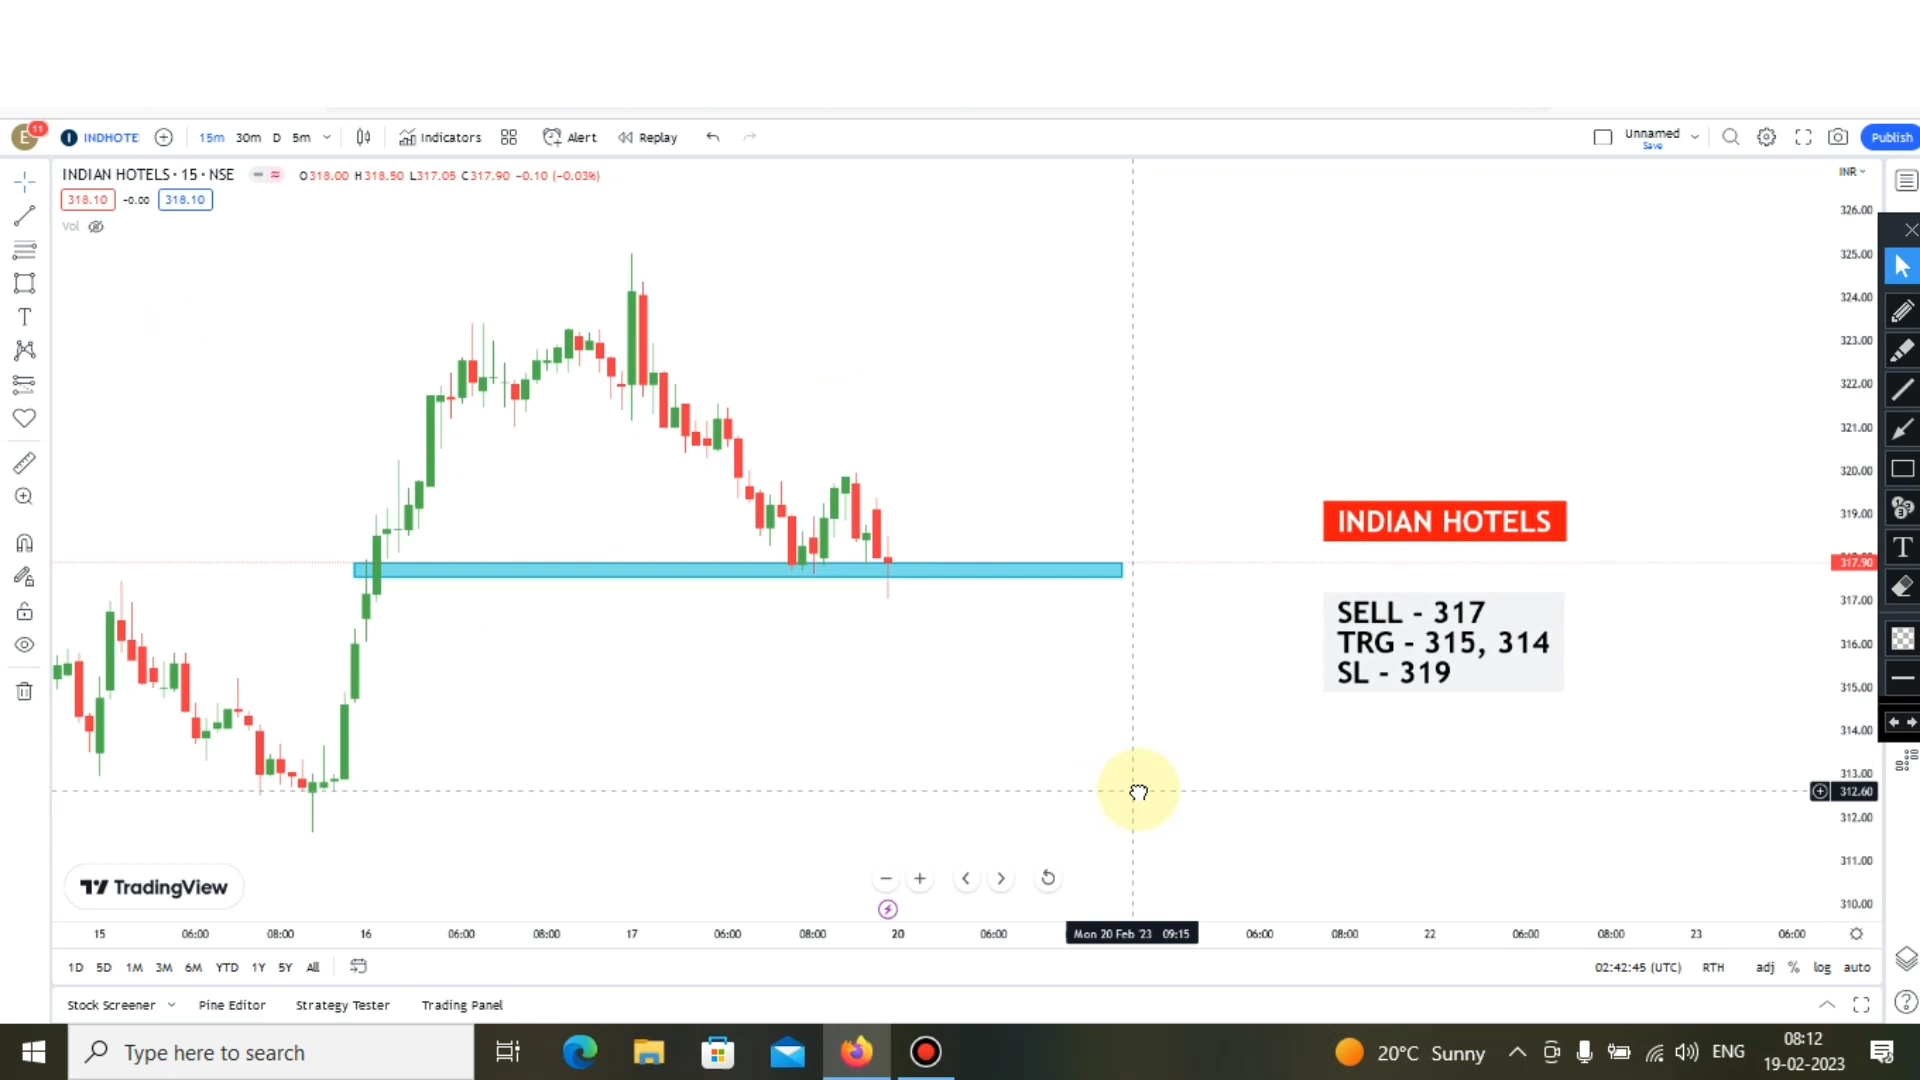 E 11 INDHOTE 15m 30m D 5m Indicators Alert Replay Unnamed Save Publish
INDIAN HOTELS · 15 · NSE O318.00 H318.50 L317.05 C317.90 −0.10 (−0.03%) INR
318.10 -0.00 318.10
Vol
326.00
325.00
324.00
323.00
322.00
321.00
320.00
319.00
317.90
317.00
316.00
315.00
314.00
313.00
312.60
312.00
311.00
310.00
INDIAN HOTELS
SELL - 317
TRG - 315, 314
SL - 319
TradingView
15 06:00 08:00 16 06:00 08:00 17 06:00 08:00 20 06:00 Mon 20 Feb '23 09:15 06:00 08:00 22 06:00 08:00 23 06:00
1D 5D 1M 3M 6M YTD 1Y 5Y All 02:42:45 (UTC) RTH adj % log auto
Stock Screener Pine Editor Strategy Tester Trading Panel
Type here to search 20°C Sunny ENG 08:12
19-02-2023